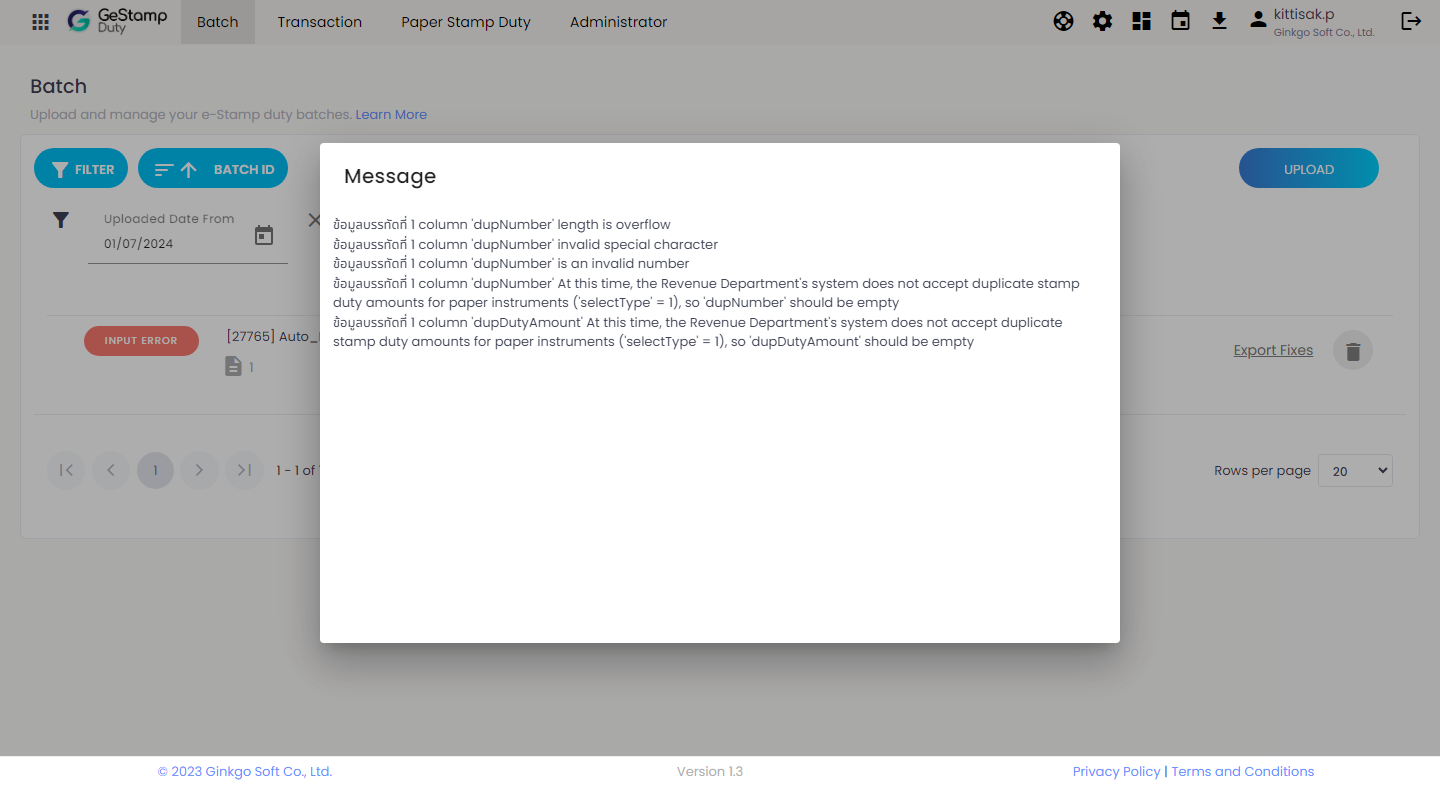 GeStamp
Duty
Batch
Transaction
Paper Stamp Duty
Administrator
kittisak.p
Ginkgo Soft Co., Ltd.
Batch
Upload and manage your e-Stamp duty batches. Learn More
FILTER
BATCH ID
UPLOAD
Uploaded Date From
01/07/2024
Message
ข้อมูลบรรทัดที่ 1 column 'dupNumber' length is overflow
ข้อมูลบรรทัดที่ 1 column 'dupNumber' invalid special character
ข้อมูลบรรทัดที่ 1 column 'dupNumber' is an invalid number
ข้อมูลบรรทัดที่ 1 column 'dupNumber' At this time, the Revenue Department's system does not accept duplicate stamp
duty amounts for paper instruments ('selectType' = 1), so 'dupNumber' should be empty
ข้อมูลบรรทัดที่ 1 column 'dupDutyAmount' At this time, the Revenue Department's system does not accept duplicate
stamp duty amounts for paper instruments ('selectType' = 1), so 'dupDutyAmount' should be empty
INPUT ERROR
[27765] Auto_
1
Export Fixes
1
1 - 1 of
Rows per page
20
© 2023 Ginkgo Soft Co., Ltd.
Version 1.3
Privacy Policy | Terms and Conditions